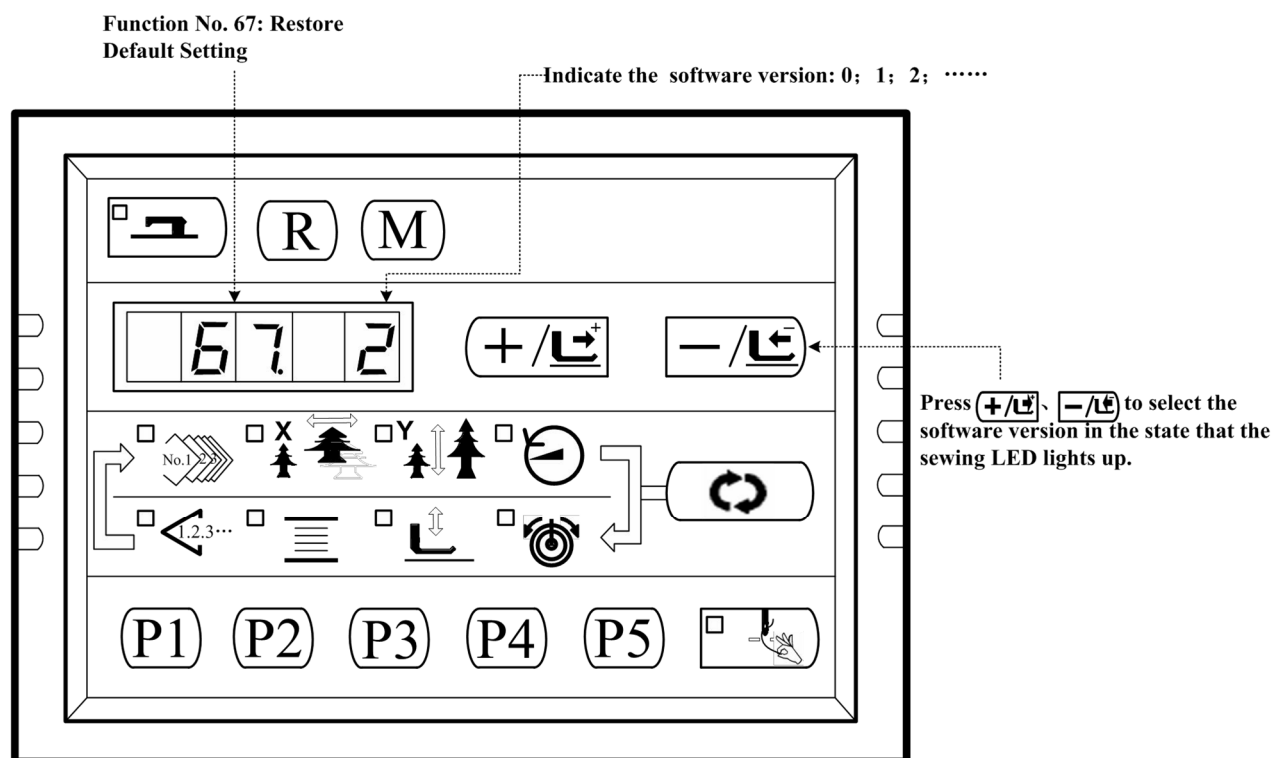 Function No. 67: Restore
Default Setting
Indicate the software version: 0; 1; 2; ……
R M
67. 2
+/ + −/ −
No.1 2 3 X Y
1.2.3…
Press +/ + 、 −/ − to select the
software version in the state that the
sewing LED lights up.
P1 P2 P3 P4 P5